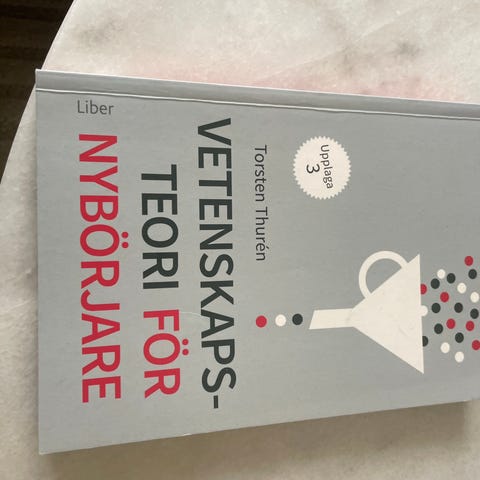 Upplaga
3
Torsten Thurén
VETENSKAPS-
TEORI FÖR
NYBÖRJARE
Liber